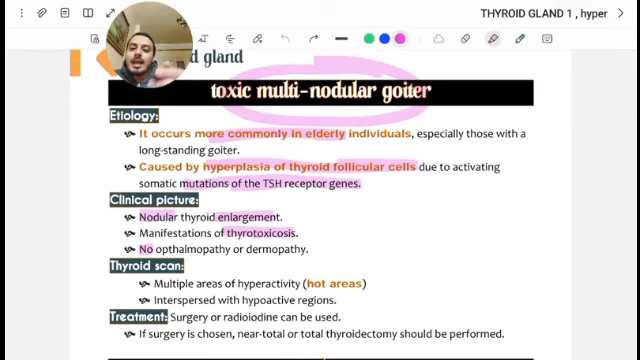 THYROID GLAND 1 , hyper
d gland
toxic multi-nodular goiter
Etiology:
It occurs more commonly in elderly individuals, especially those with a
long-standing goiter.
Caused by hyperplasia of thyroid follicular cells due to activating
somatic mutations of the TSH receptor genes.
Clinical picture:
Nodular thyroid enlargement.
Manifestations of thyrotoxicosis.
No opthalmopathy or dermopathy.
Thyroid scan:
Multiple areas of hyperactivity (hot areas)
Interspersed with hypoactive regions.
Treatment: Surgery or radioiodine can be used.
If surgery is chosen, near-total or total thyroidectomy should be performed.